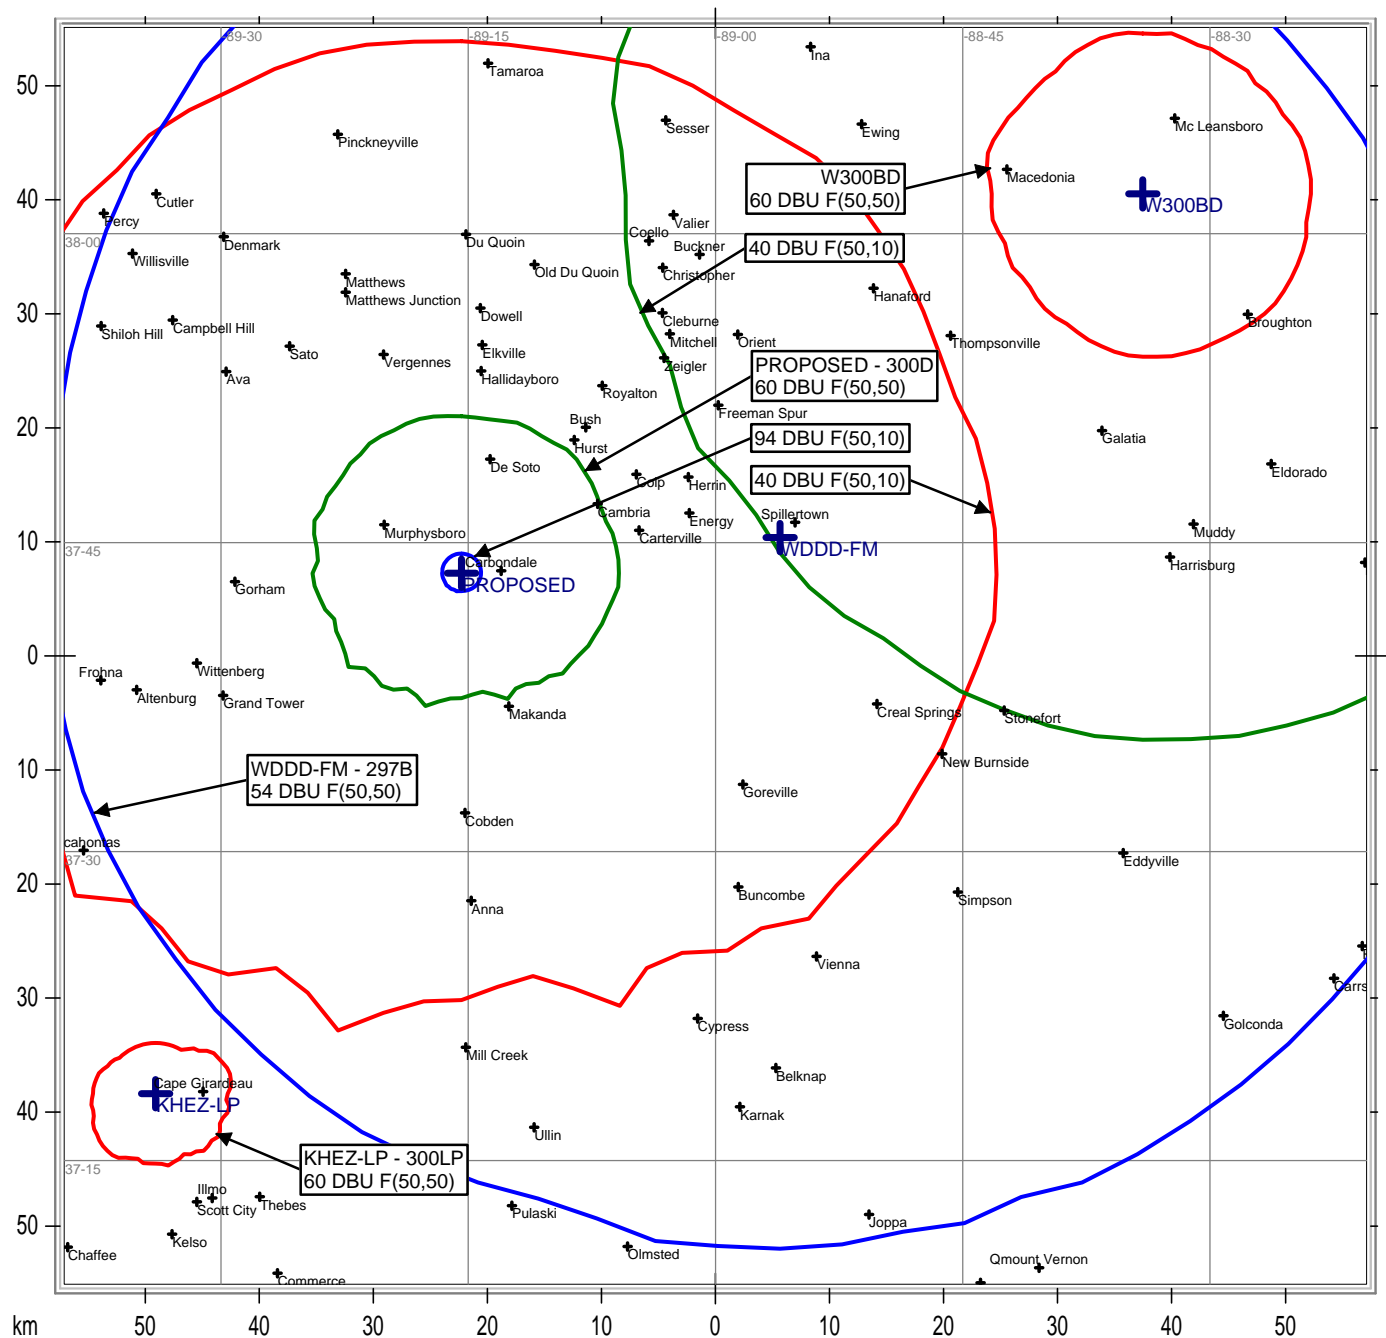 -89-30
-89-15
-89-00
-88-45
-88-30
Ina
50
Tamaroa
Sesser
Ewing
Mc Leansboro
Pinckneyville
W300BD
60 DBU F(50,50)
Macedonia
40
Cutler
Percy
W300BD
Valier
Coello
38-00
Denmark
Du Quoin
Buckner
40 DBU F(50,10)
Willisville
Old Du Quoin
Christopher
Matthews
Matthews Junction
Hanaford
30
Dowell
Cleburne
Broughton
Shiloh Hill
Campbell Hill
Mitchell
Orient
Thompsonville
Sato
Vergennes
Elkville
Zeigler
PROPOSED - 300D
60 DBU F(50,50)
Ava
Hallidayboro
Royalton
Freeman Spur
20
Bush
Hurst
94 DBU F(50,10)
Galatia
De Soto
Colp
Herrin
40 DBU F(50,10)
Eldorado
Cambria
Energy
Spillertown
Murphysboro
Carterville
Muddy
10
37-45
WDDD-FM
Carbondale
Harrisburg
PROPOSED
Gorham
0
Wittenberg
Frohna
Altenburg
Grand Tower
Makanda
Creal Springs
Stonefort
New Burnside
10
WDDD-FM - 297B
54 DBU F(50,50)
Goreville
Cobden
cahontas
37-30
Eddyville
20
Anna
Buncombe
Simpson
Vienna
Carrs
30
Cypress
Golconda
Mill Creek
Belknap
Cape Girardeau
KHEZ-LP
40
Karnak
Ullin
KHEZ-LP - 300LP
60 DBU F(50,50)
37-15
Illmo
Scott City
Thebes
Pulaski
50
Joppa
Kelso
Chaffee
Olmsted
Qmount Vernon
Commerce
km
50
40
30
20
10
0
10
20
30
40
50